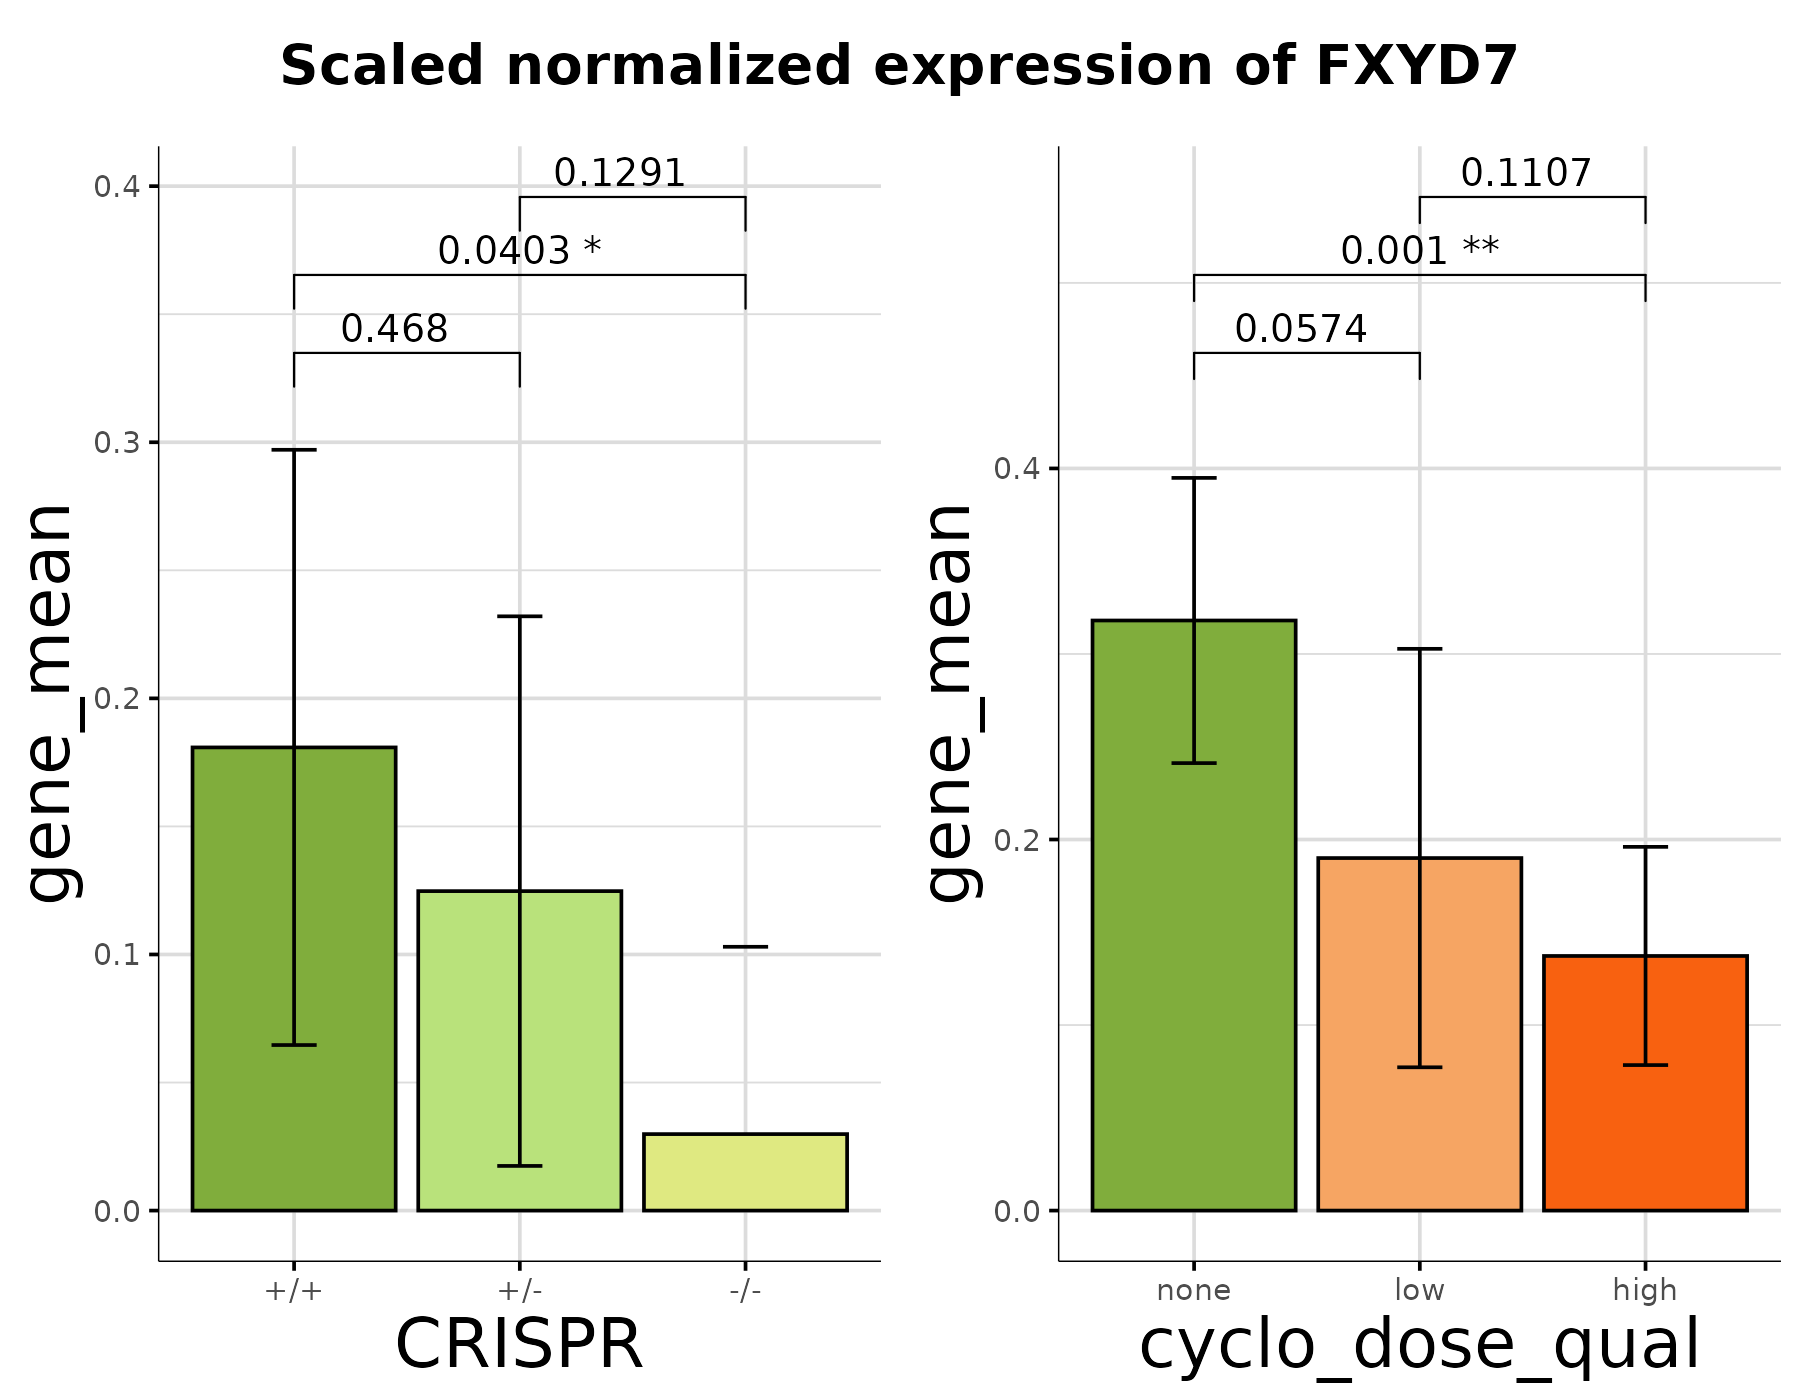 Scaled normalized expression of FXYD7
gene_mean
0.4
0.3
0.2
0.1
0.0
0.1291
0.0403 *
0.468
+/+
+/-
-/-
CRISPR
gene_mean
0.4
0.2
0.0
0.1107
0.001 **
0.0574
none
low
high
cyclo_dose_qual